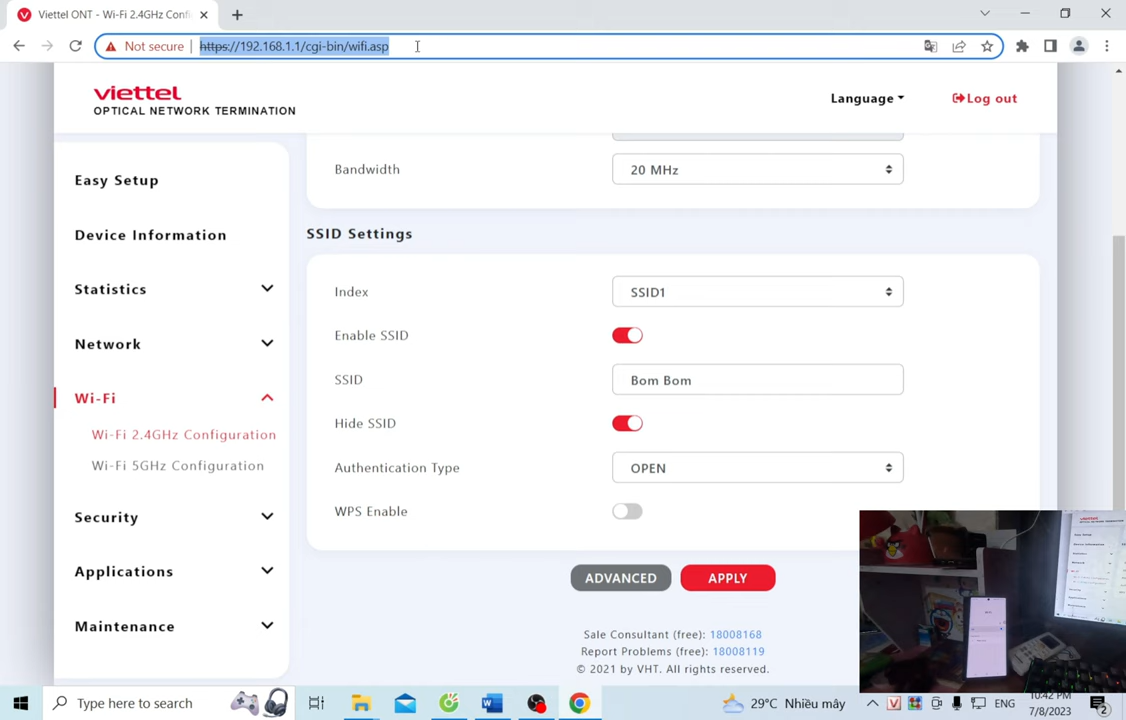 Viettel ONT - Wi-Fi 2.4GHz Confi
Not secure
https://192.168.1.1/cgi-bin/wifi.asp
viettel
OPTICAL NETWORK TERMINATION
Language
Log out
Easy Setup
Device Information
Statistics
Network
Wi-Fi
Wi-Fi 2.4GHz Configuration
Wi-Fi 5GHz Configuration
Security
Applications
Maintenance
Bandwidth
20 MHz
SSID Settings
Index
SSID1
Enable SSID
SSID
Bom Bom
Hide SSID
Authentication Type
OPEN
WPS Enable
ADVANCED
APPLY
Sale Consultant (free): 18008168
Report Problems (free): 18008119
© 2021 by VHT. All rights reserved.
Type here to search
29°C Nhiều mây
ENG
10:42 PM
7/8/2023
2